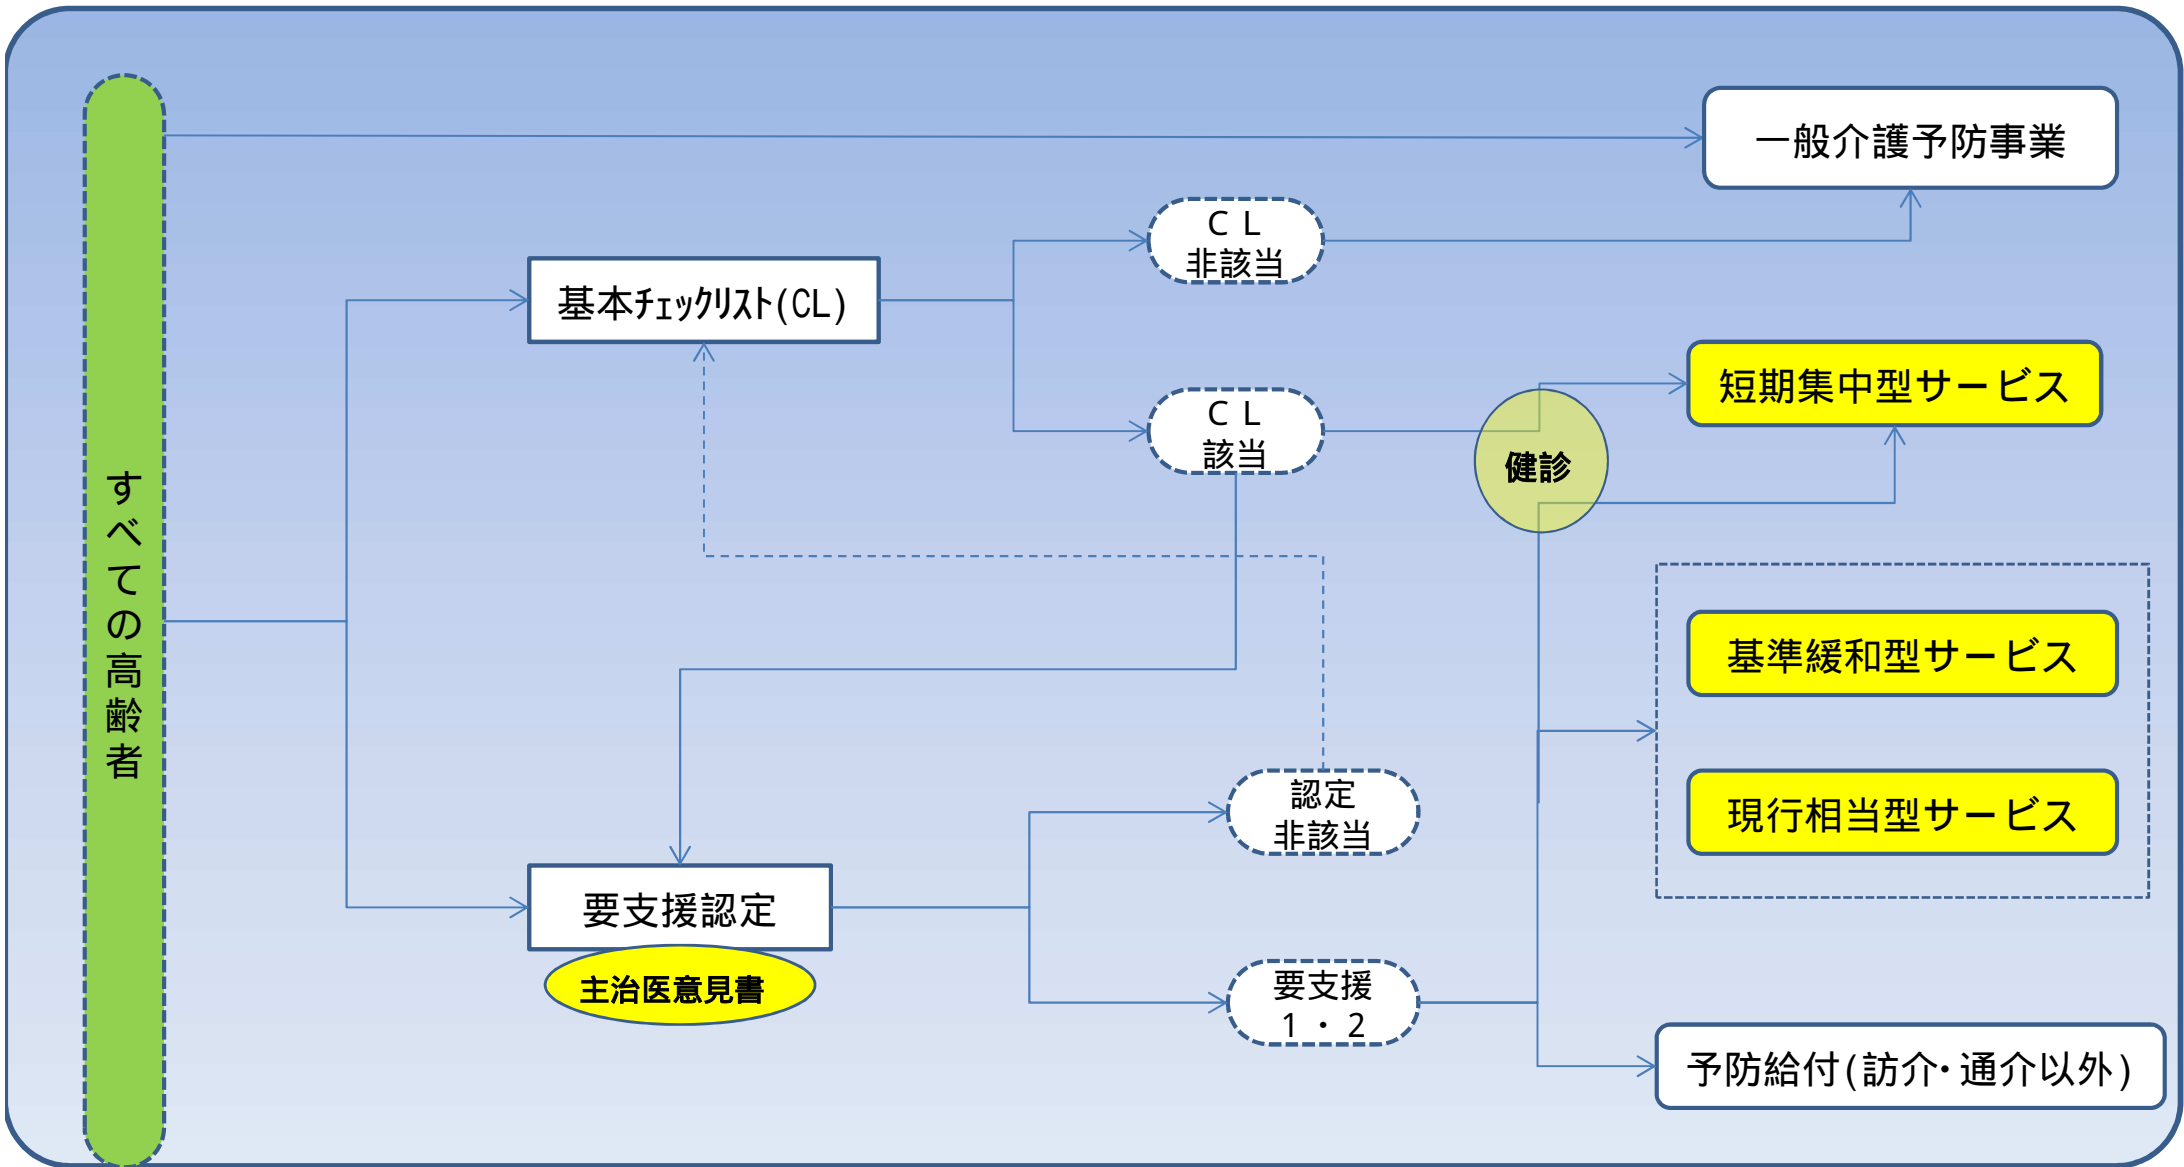 すべての高齢者
一般介護予防事業
ＣＬ
非該当
基本ﾁｪｯｸﾘｽﾄ(CL)
短期集中型サービス
ＣＬ
該当
健診
基準緩和型サービス
現行相当型サービス
認定
非該当
要支援認定
主治医意見書
要支援
１・２
予防給付(訪介・通介以外)